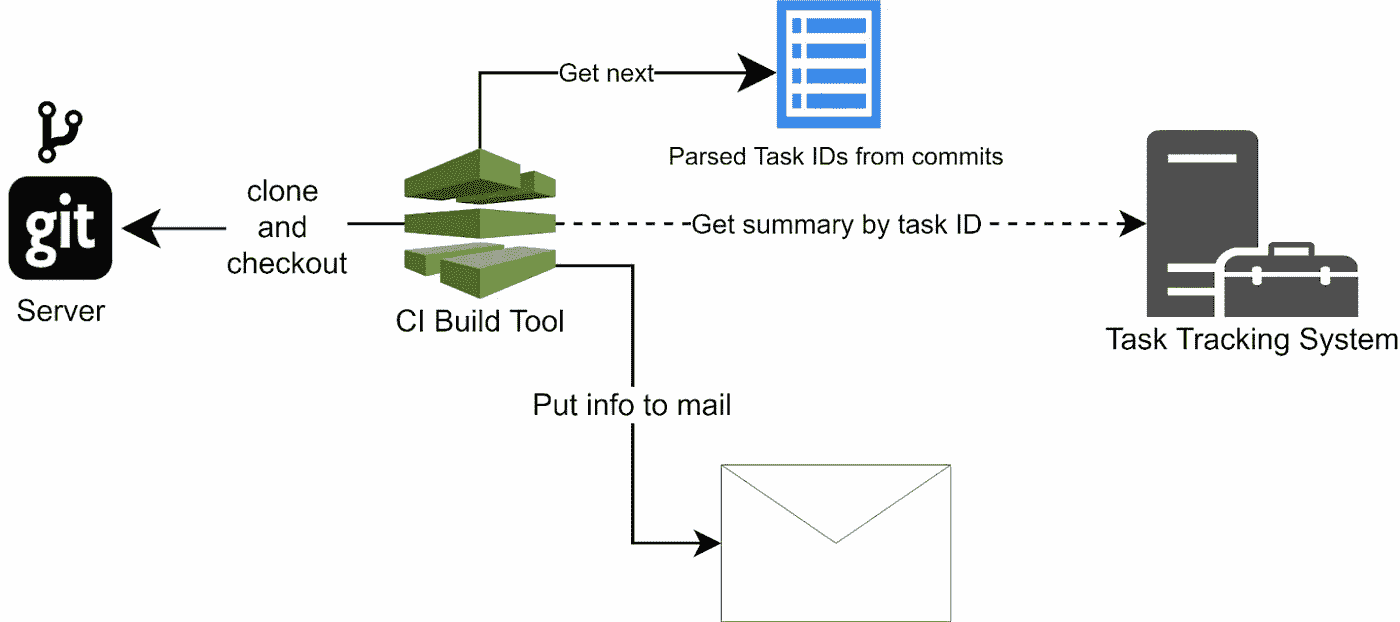 Get next
Parsed Task IDs from commits
git
Server
clone
and
checkout
CI Build Tool
Get summary by task ID
Task Tracking System
Put info to mail